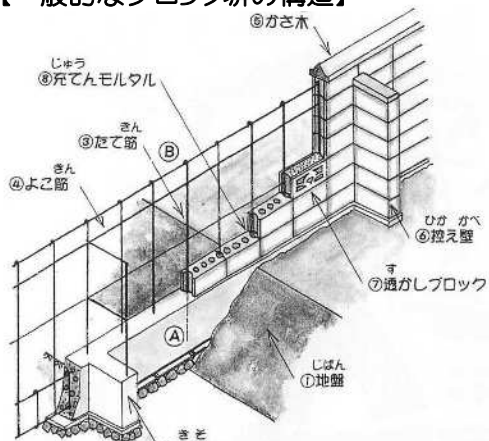 【一般的なブロック塀の構造】
⑤かさ木
じゅう
⑧充てんモルタル
きん
③たて筋
Ⓑ
きん
④よこ筋
ひか かべ
⑥控え壁
す
⑦透かしブロック
Ⓐ
じばん
①地盤
きそ